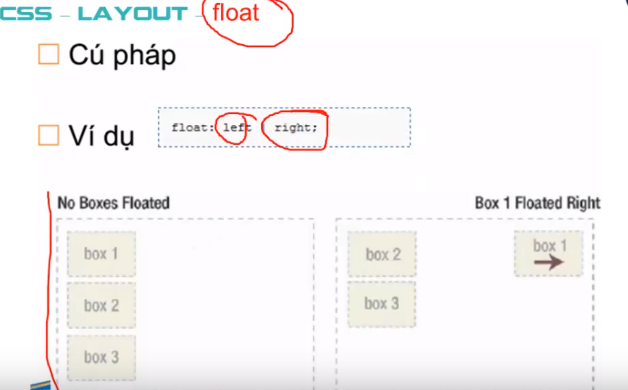 CSS - LAYOUT - float
Cú pháp
Ví dụ
float: left right;
No Boxes Floated
Box 1 Floated Right
box 1
box 2
box 3
box 2
box 1
box 3